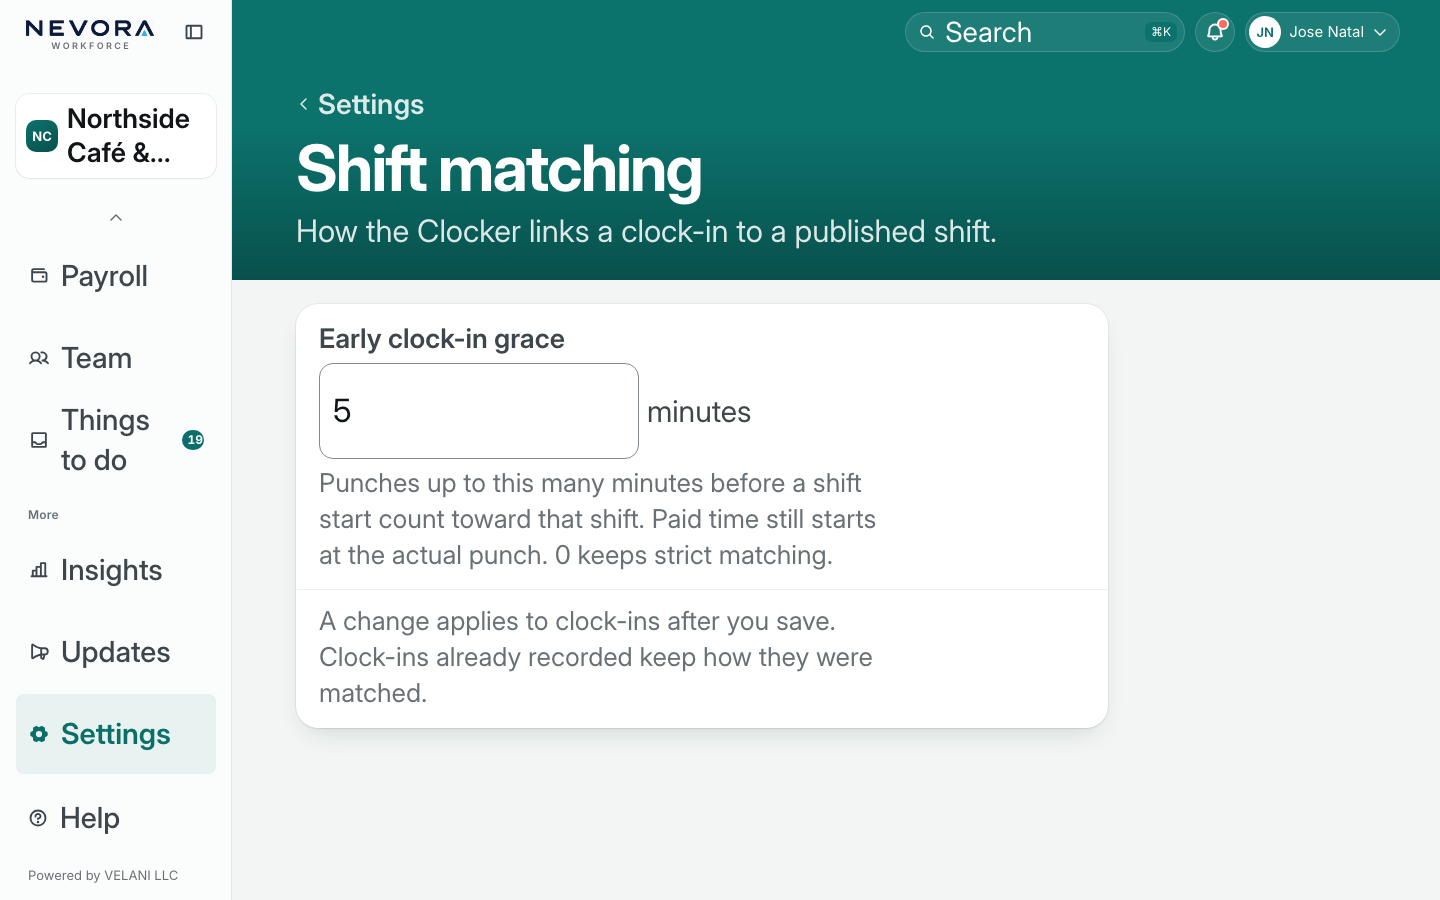 NEVORA
WORKFORCE
Search
⌘K
JN
Jose Natal
NC
Northside
Café &...
Payroll
Team
Things
to do
19
More
Insights
Updates
Settings
Help
Powered by VELANI LLC
Settings
Shift matching
How the Clocker links a clock-in to a published shift.
Early clock-in grace
5
minutes
Punches up to this many minutes before a shift
start count toward that shift. Paid time still starts
at the actual punch. 0 keeps strict matching.
A change applies to clock-ins after you save.
Clock-ins already recorded keep how they were
matched.